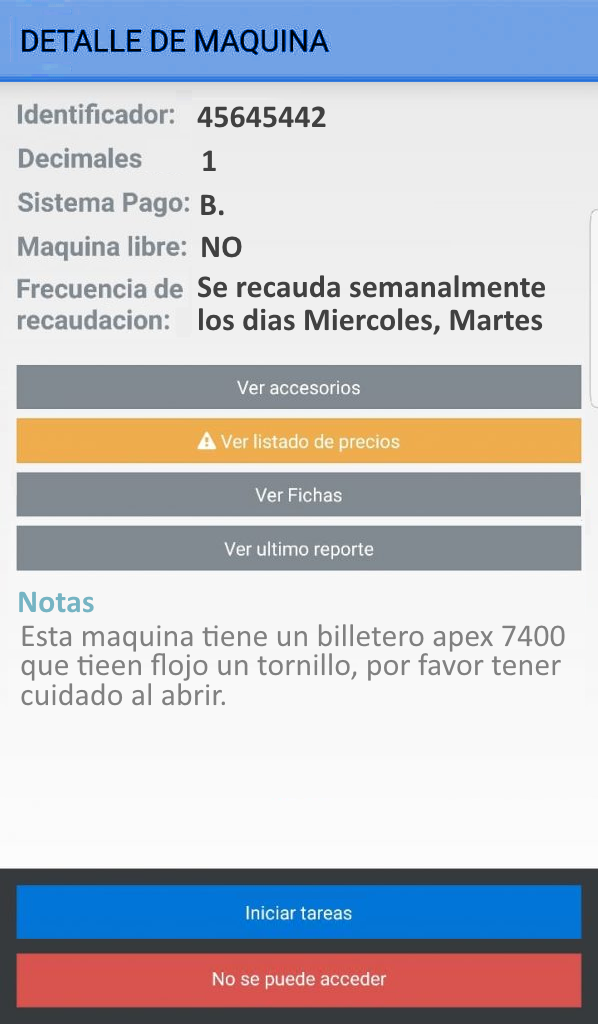 DETALLE DE MAQUINA
Identificador: 45645442
Decimales 1
Sistema Pago: B.
Maquina libre: NO
Frecuencia de Se recauda semanalmente
recaudacion: los dias Miercoles, Martes
Ver accesorios
Ver listado de precios
Ver Fichas
Ver ultimo reporte
Notas
Esta maquina tiene un billetero apex 7400
que tieen flojo un tornillo, por favor tener
cuidado al abrir.
Iniciar tareas
No se puede acceder